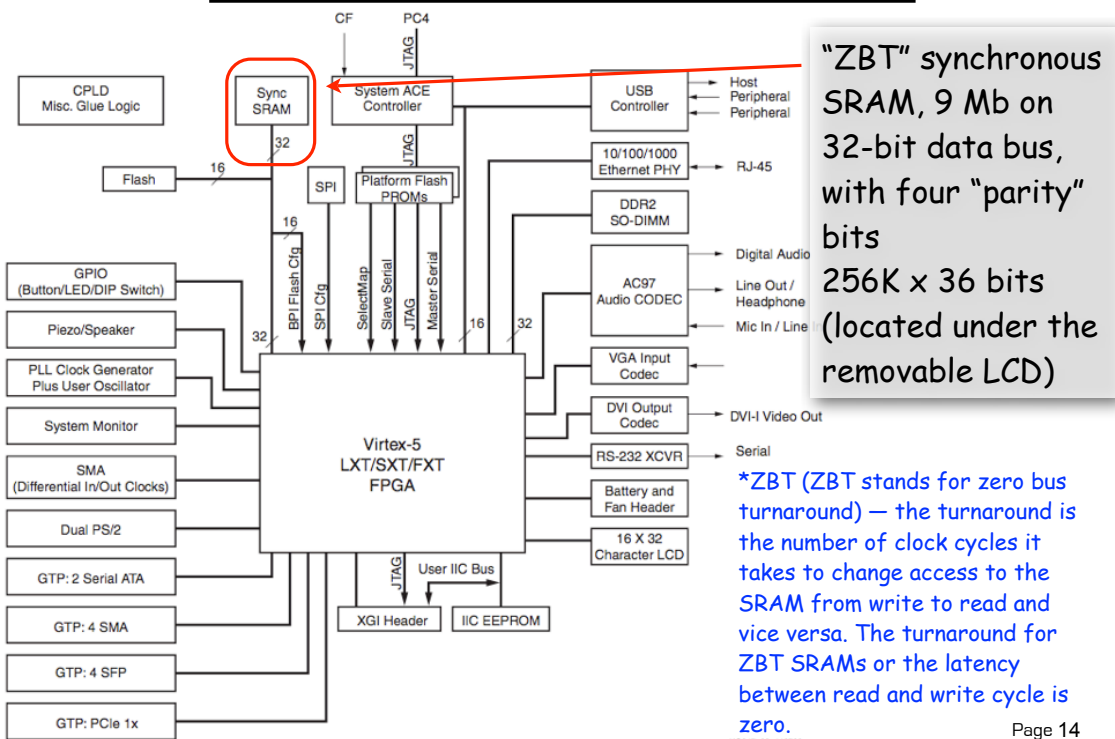 CF
PC4
JTAG
CPLD
Misc. Glue Logic
Sync
SRAM
System ACE
Controller
USB
Controller
Host
Peripheral
Peripheral
"ZBT" synchronous
SRAM, 9 Mb on
32-bit data bus,
with four "parity"
bits
256K x 36 bits
(located under the
removable LCD)
32
16
JTAG
10/100/1000
Ethernet PHY
RJ-45
Flash
SPI
Platform Flash
PROMs
DDR2
SO-DIMM
16
BPI Flash Cfg
SPI Cfg
SelectMap
Slave Serial
JTAG
Master Serial
16
32
32
GPIO
(Button/LED/DIP Switch)
AC97
Audio CODEC
Digital Audio
Line Out /
Headphone
Mic In / Line
Piezo/Speaker
PLL Clock Generator
Plus User Oscillator
VGA Input
Codec
System Monitor
DVI Output
Codec
DVI-I Video Out
Virtex-5
LXT/SXT/FXT
FPGA
RS-232 XCVR
Serial
SMA
(Differential In/Out Clocks)
Battery and
Fan Header
Dual PS/2
16 X 32
Character LCD
GTP: 2 Serial ATA
JTAG
User IIC Bus
XGI Header
IIC EEPROM
GTP: 4 SMA
GTP: 4 SFP
GTP: PCIe 1x
*ZBT (ZBT stands for zero bus
turnaround) — the turnaround is
the number of clock cycles it
takes to change access to the
SRAM from write to read and
vice versa. The turnaround for
ZBT SRAMs or the latency
between read and write cycle is
zero.
Page 14